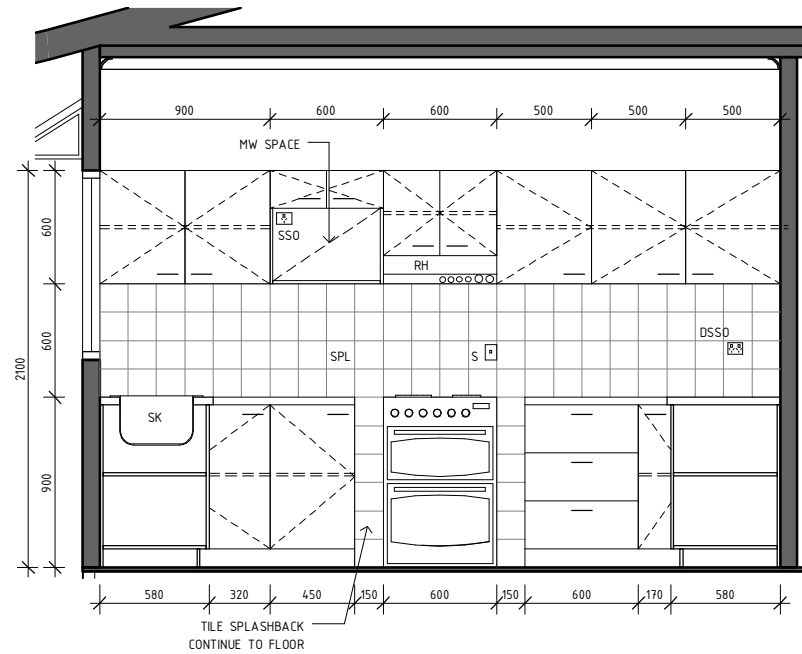 900 600 600 500 500 500
MW SPACE
SSO
RH
600
DSSO
SPL
S
600
2100
SK
900
580 320 450 150 600 150 600 170 580
TILE SPLASHBACK
CONTINUE TO FLOOR